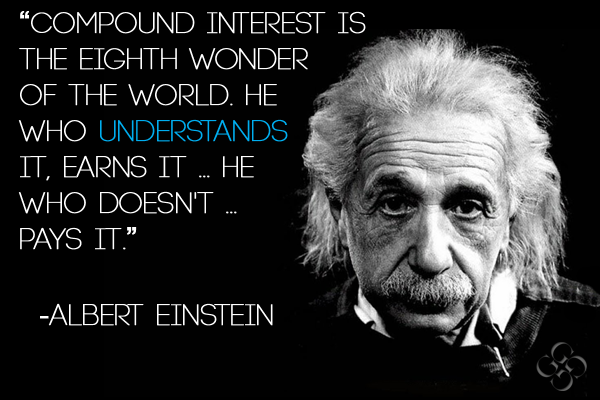 “COMPOUND INTEREST IS
THE EIGHTH WONDER
OF THE WORLD. HE
WHO UNDERSTANDS
IT, EARNS IT ... HE
WHO DOESN'T ...
PAYS IT.”
-ALBERT EINSTEIN